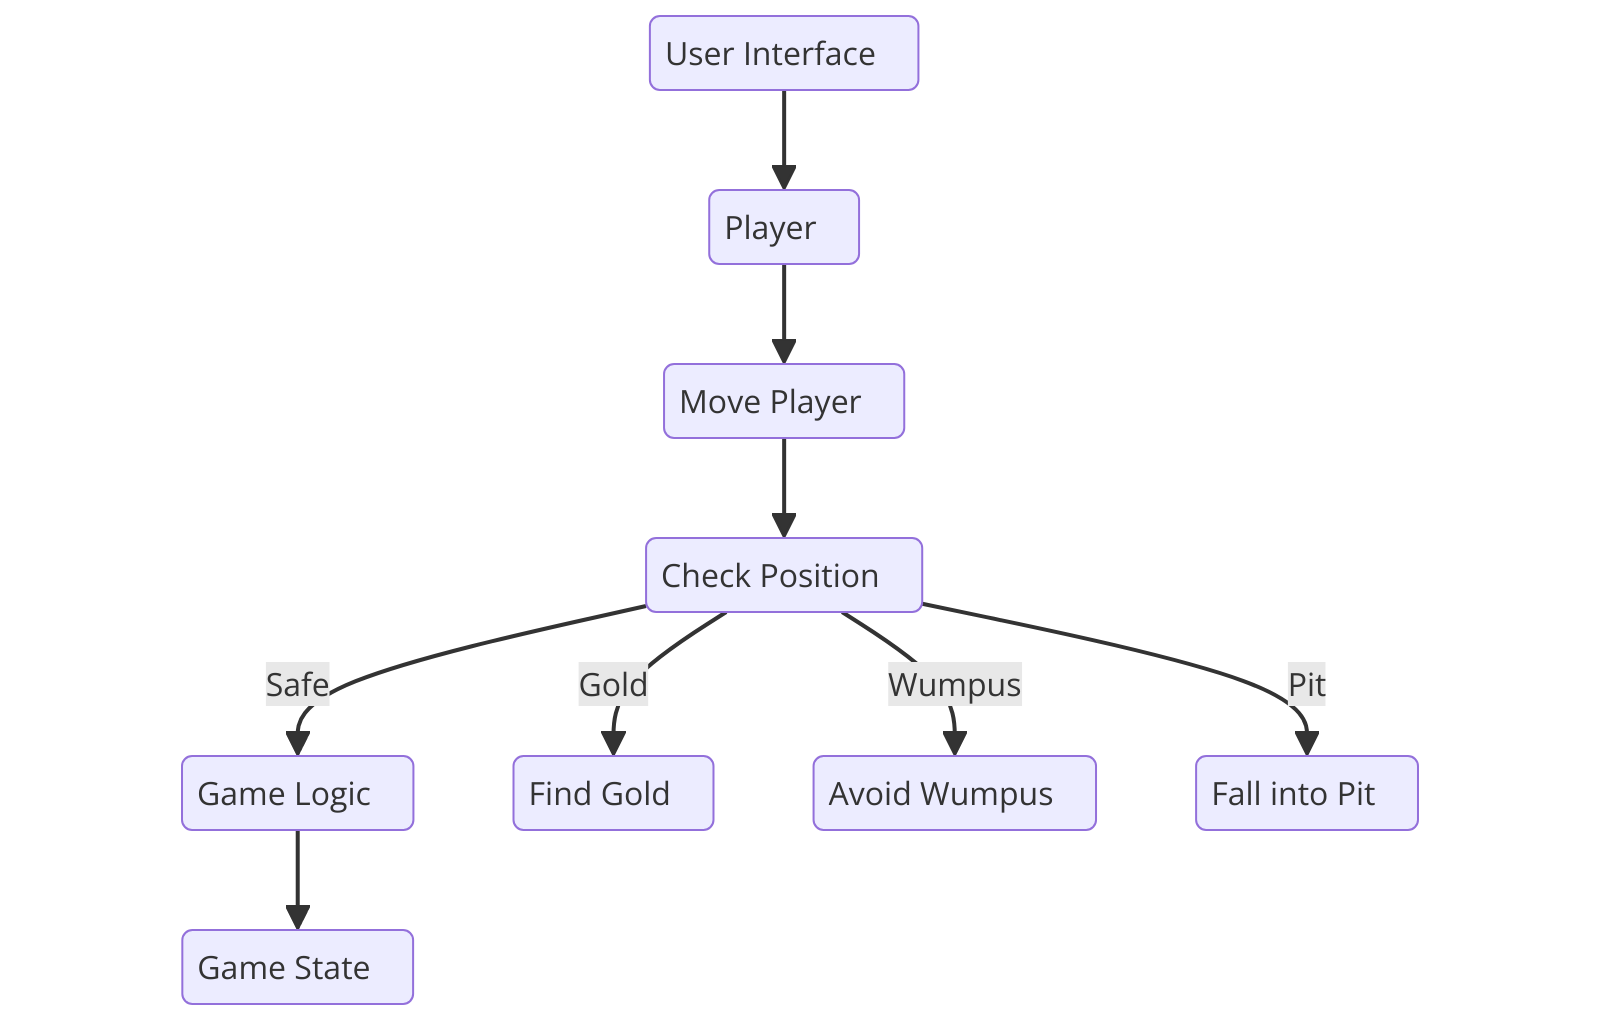 User Interface
Player
Move Player
Check Position
Safe
Gold
Wumpus
Pit
Game Logic
Find Gold
Avoid Wumpus
Fall into Pit
Game State